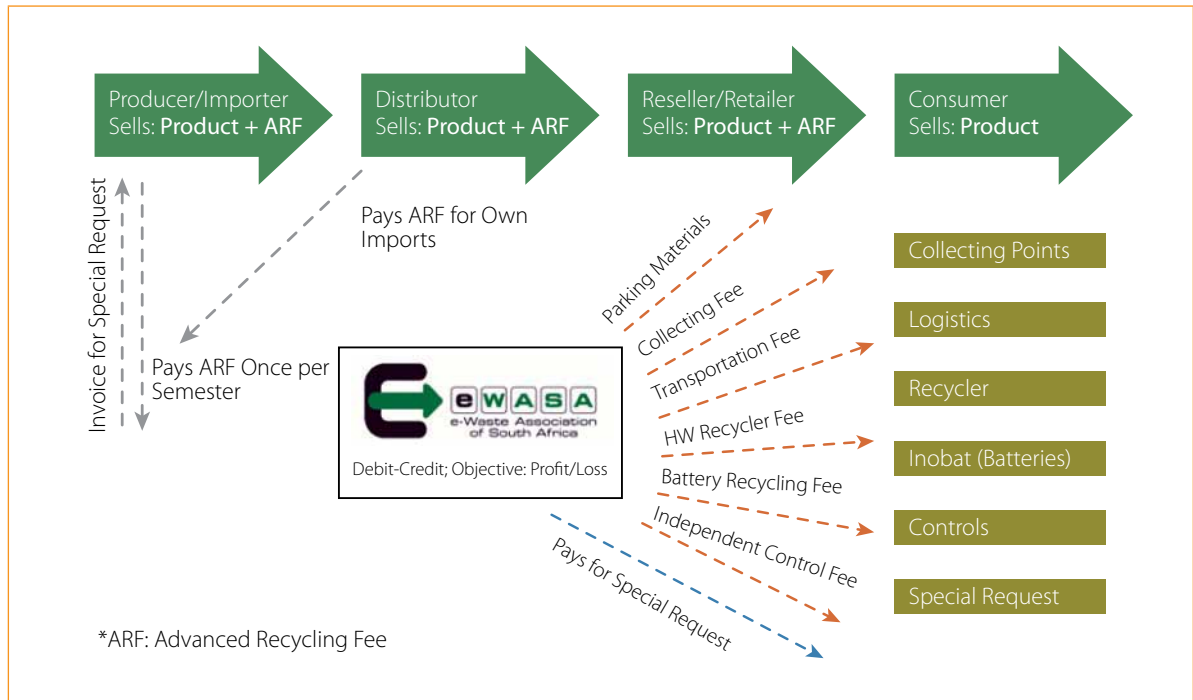 Producer/Importer
Sells: Product + ARF
Distributor
Sells: Product + ARF
Reseller/Retailer
Sells: Product + ARF
Consumer
Sells: Product
Invoice for Special Request
Pays ARF Once per
Semester
Pays ARF for Own
Imports
eWASA
e-Waste Association
of South Africa
Debit-Credit; Objective: Profit/Loss
Parking Materials
Collecting Fee
Transportation Fee
HW Recycler Fee
Battery Recycling Fee
Independent Control Fee
Pays for Special Request
Collecting Points
Logistics
Recycler
Inobat (Batteries)
Controls
Special Request
*ARF: Advanced Recycling Fee